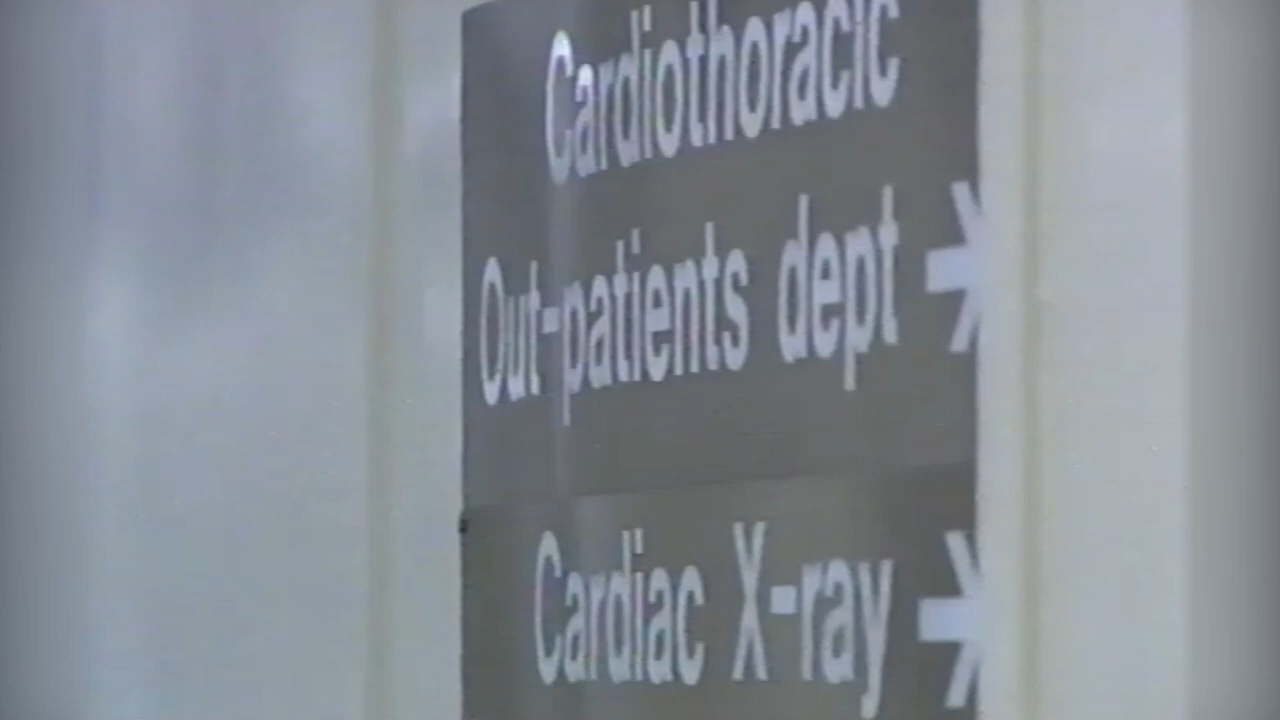 Cardiothoracic
Out-patients dept →
Cardiac X-ray →